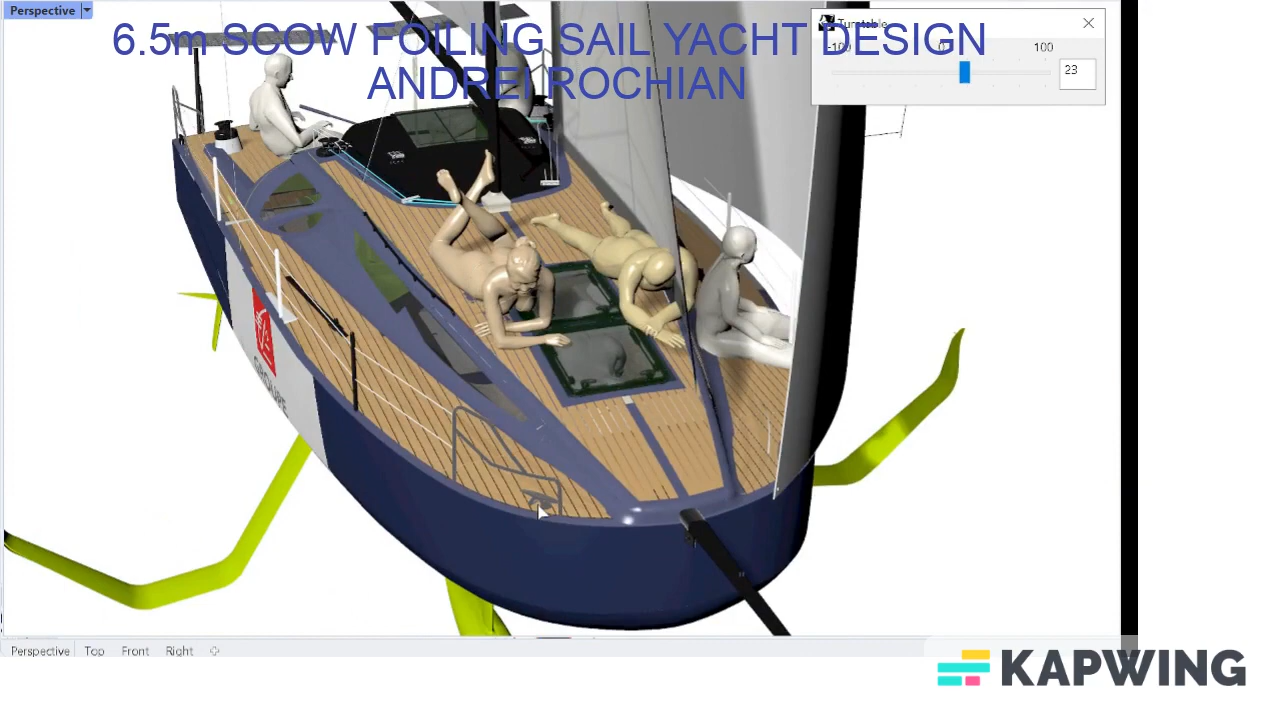 Perspective
6.5m SCOW FOILING SAIL YACHT DESIGN
ANDREI ROCHIAN
Turntable
-100 0 100
23
GROUPE
Perspective Top Front Right
KAPWING